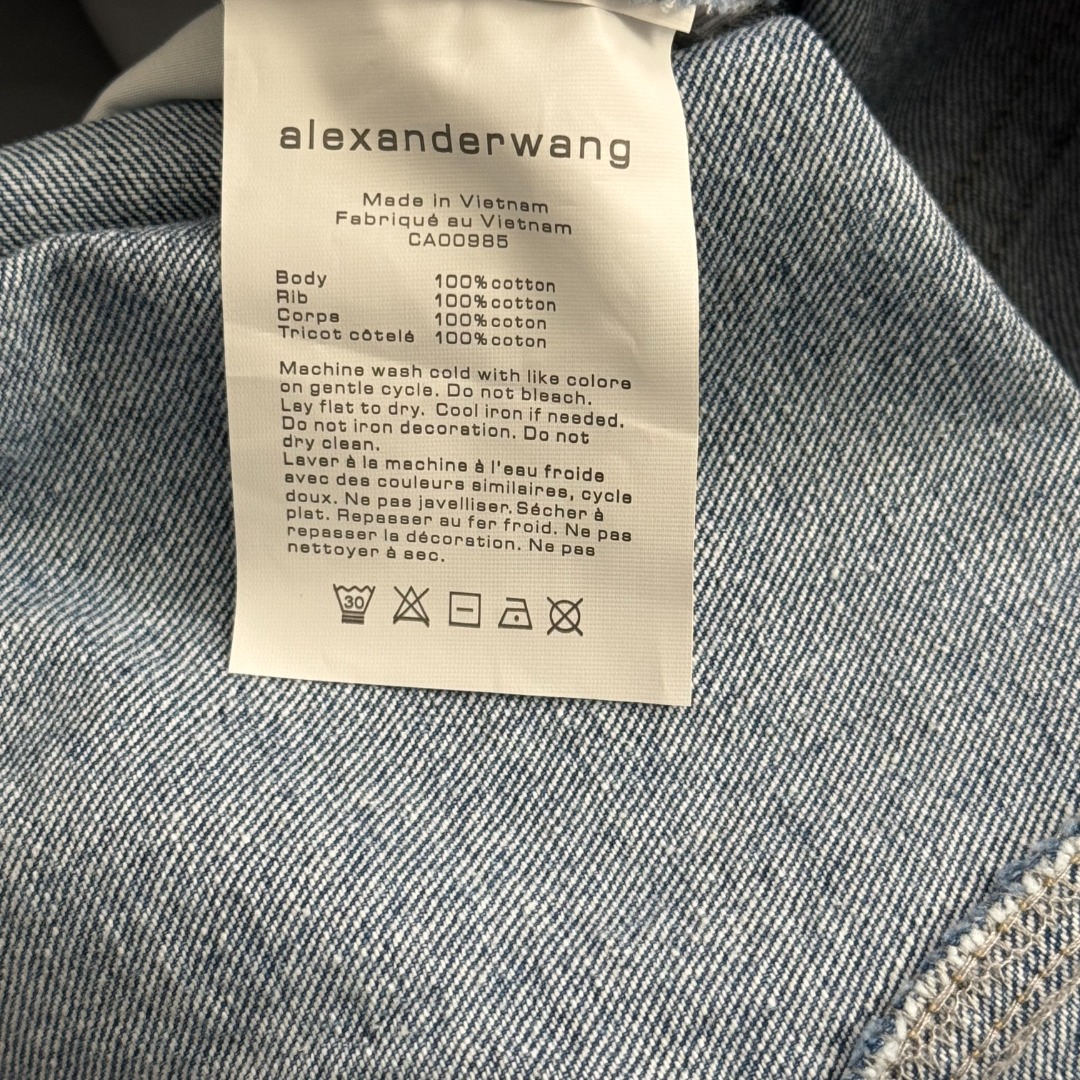 alexanderwang
Made in Vietnam
Fabriqué au Vietnam
CA00985
Body 100% cotton
Rib 100% cotton
Corps 100% coton
Tricot côtelé 100% coton
Machine wash cold with like colors
on gentle cycle. Do not bleach.
Lay flat to dry. Cool iron if needed.
Do not iron decoration. Do not
dry clean.
Laver à la machine à l'eau froide
avec des couleurs similaires, cycle
doux. Ne pas javelliser. Sécher à
plat. Repasser au fer froid. Ne pas
repasser la décoration. Ne pas
nettoyer à sec.
30